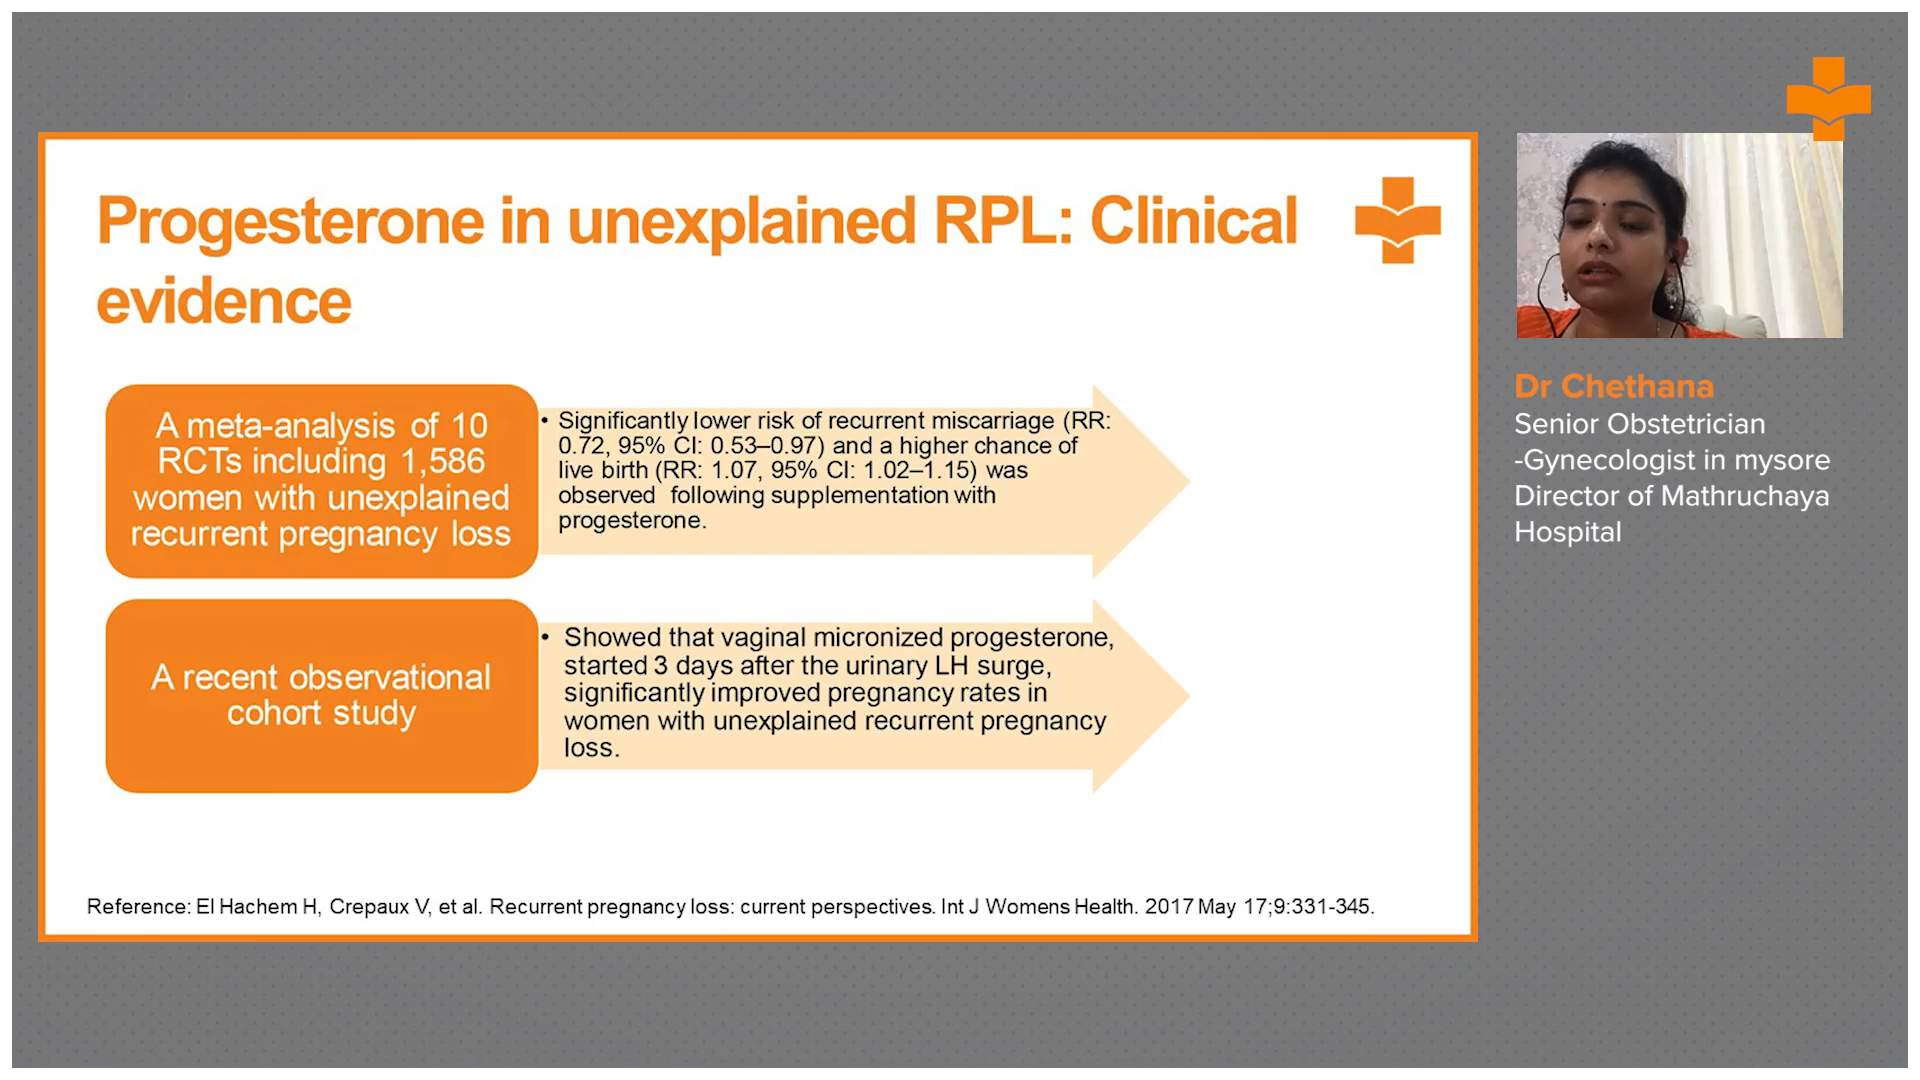 Progesterone in unexplained RPL: Clinical
evidence
A meta-analysis of 10
RCTs including 1,586
women with unexplained
recurrent pregnancy loss
• Significantly lower risk of recurrent miscarriage (RR:
0.72, 95% CI: 0.53–0.97) and a higher chance of
live birth (RR: 1.07, 95% CI: 1.02–1.15) was
observed following supplementation with
progesterone.
A recent observational
cohort study
• Showed that vaginal micronized progesterone,
started 3 days after the urinary LH surge,
significantly improved pregnancy rates in
women with unexplained recurrent pregnancy
loss.
Reference: El Hachem H, Crepaux V, et al. Recurrent pregnancy loss: current perspectives. Int J Womens Health. 2017 May 17;9:331-345.
Dr Chethana
Senior Obstetrician
-Gynecologist in mysore
Director of Mathruchaya
Hospital